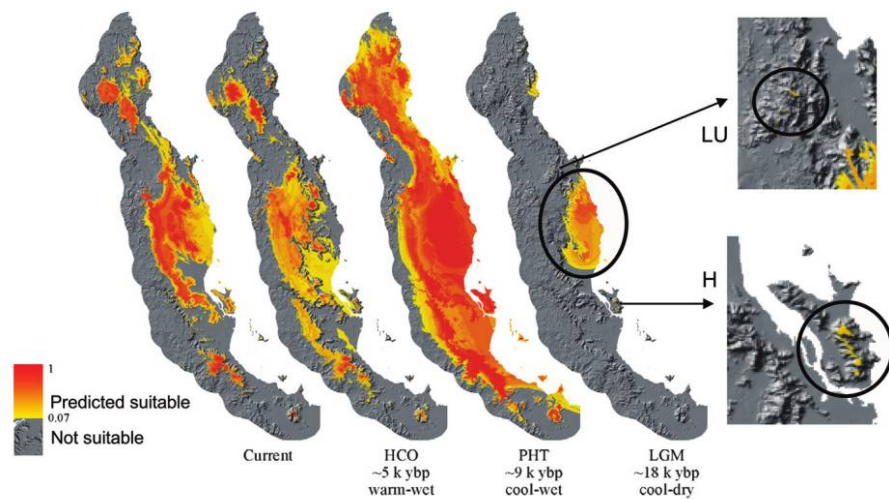 LU
H
1
Predicted suitable
0.07
Not suitable
Current
HCO
~5 k ybp
warm-wet
PHT
~9 k ybp
cool-wet
LGM
~18 k ybp
cool-dry